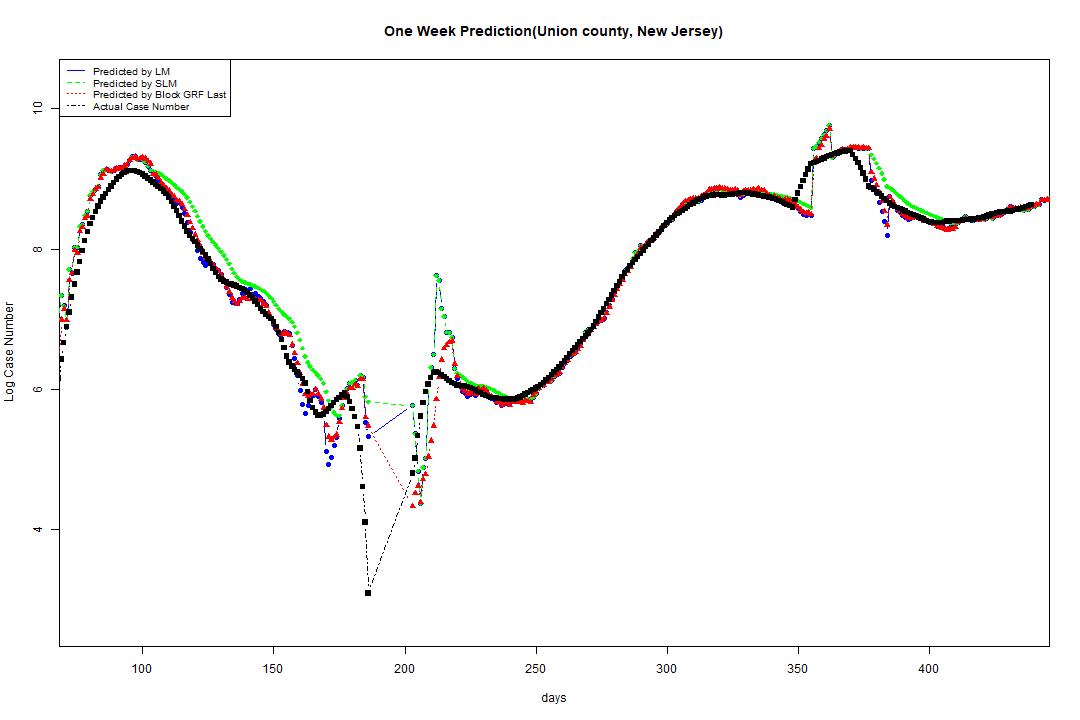 One Week Prediction(Union county, New Jersey)
Predicted by LM
Predicted by SLM
Predicted by Block GRF Last
Actual Case Number
10
8
6
4
Log Case Number
100 150 200 250 300 350 400
days